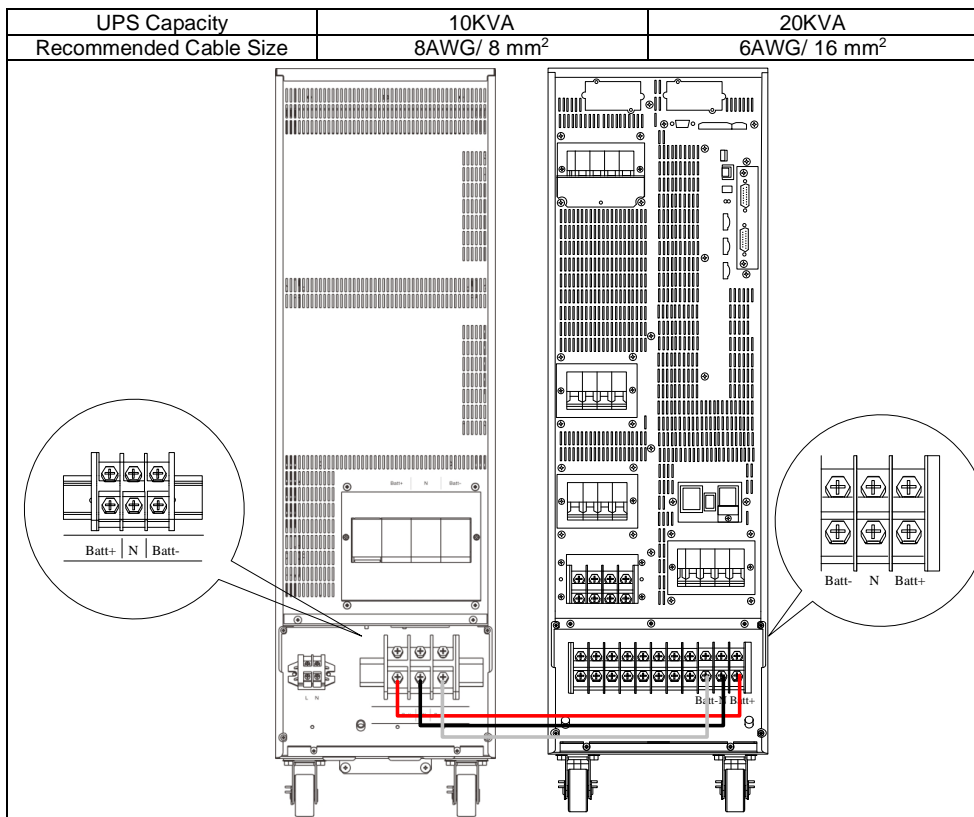 UPS Capacity 10KVA 20KVA
Recommended Cable Size 8AWG/ 8 mm² 6AWG/ 16 mm²
Batt+ N Batt-
Batt+ N Batt-
Batt- N Batt+
L N
Batt- N Batt+